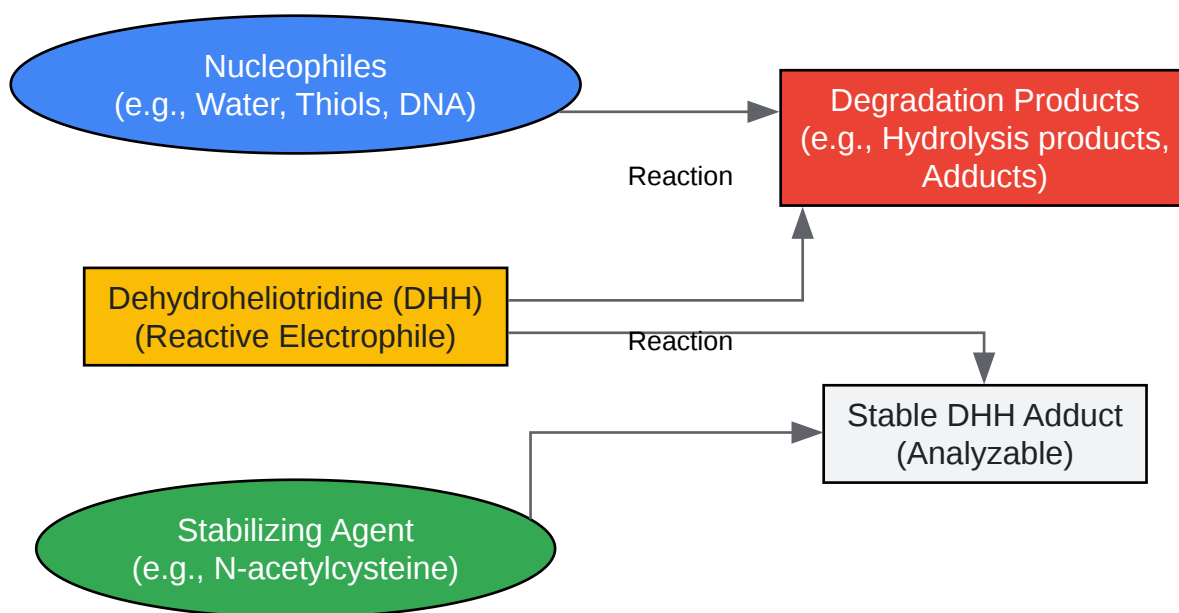 Nucleophiles
(e.g., Water, Thiols, DNA)
Degradation Products
(e.g., Hydrolysis products,
Adducts)
Reaction
Dehydroheliotridine (DHH)
(Reactive Electrophile)
Reaction
Stable DHH Adduct
(Analyzable)
Stabilizing Agent
(e.g., N-acetylcysteine)